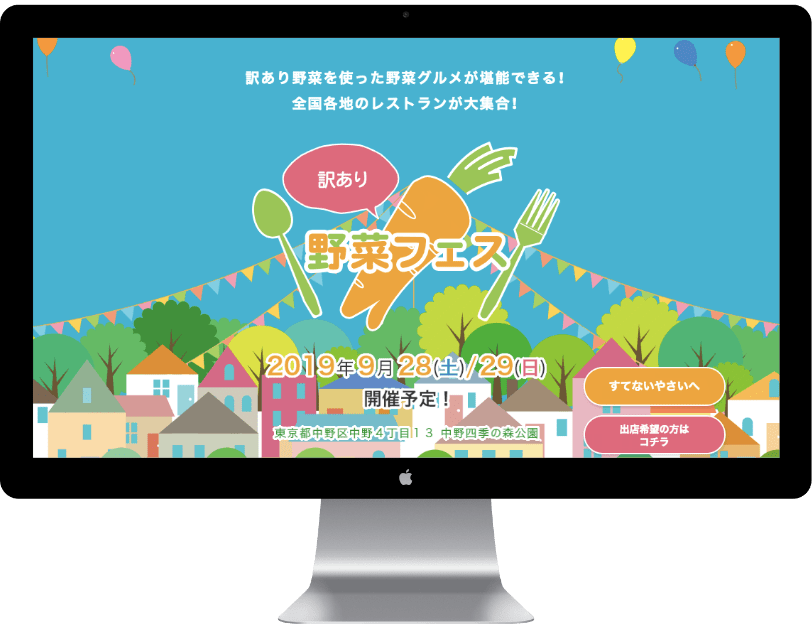 訳あり野菜を使った野菜グルメが堪能できる！
全国各地のレストランが大集合！
訳あり
野菜フェス
2019年9月28(土)/29(日)
開催予定！
東京都中野区中野４丁目１３ 中野四季の森公園
すてないやさいへ
出店希望の方は
コチラ